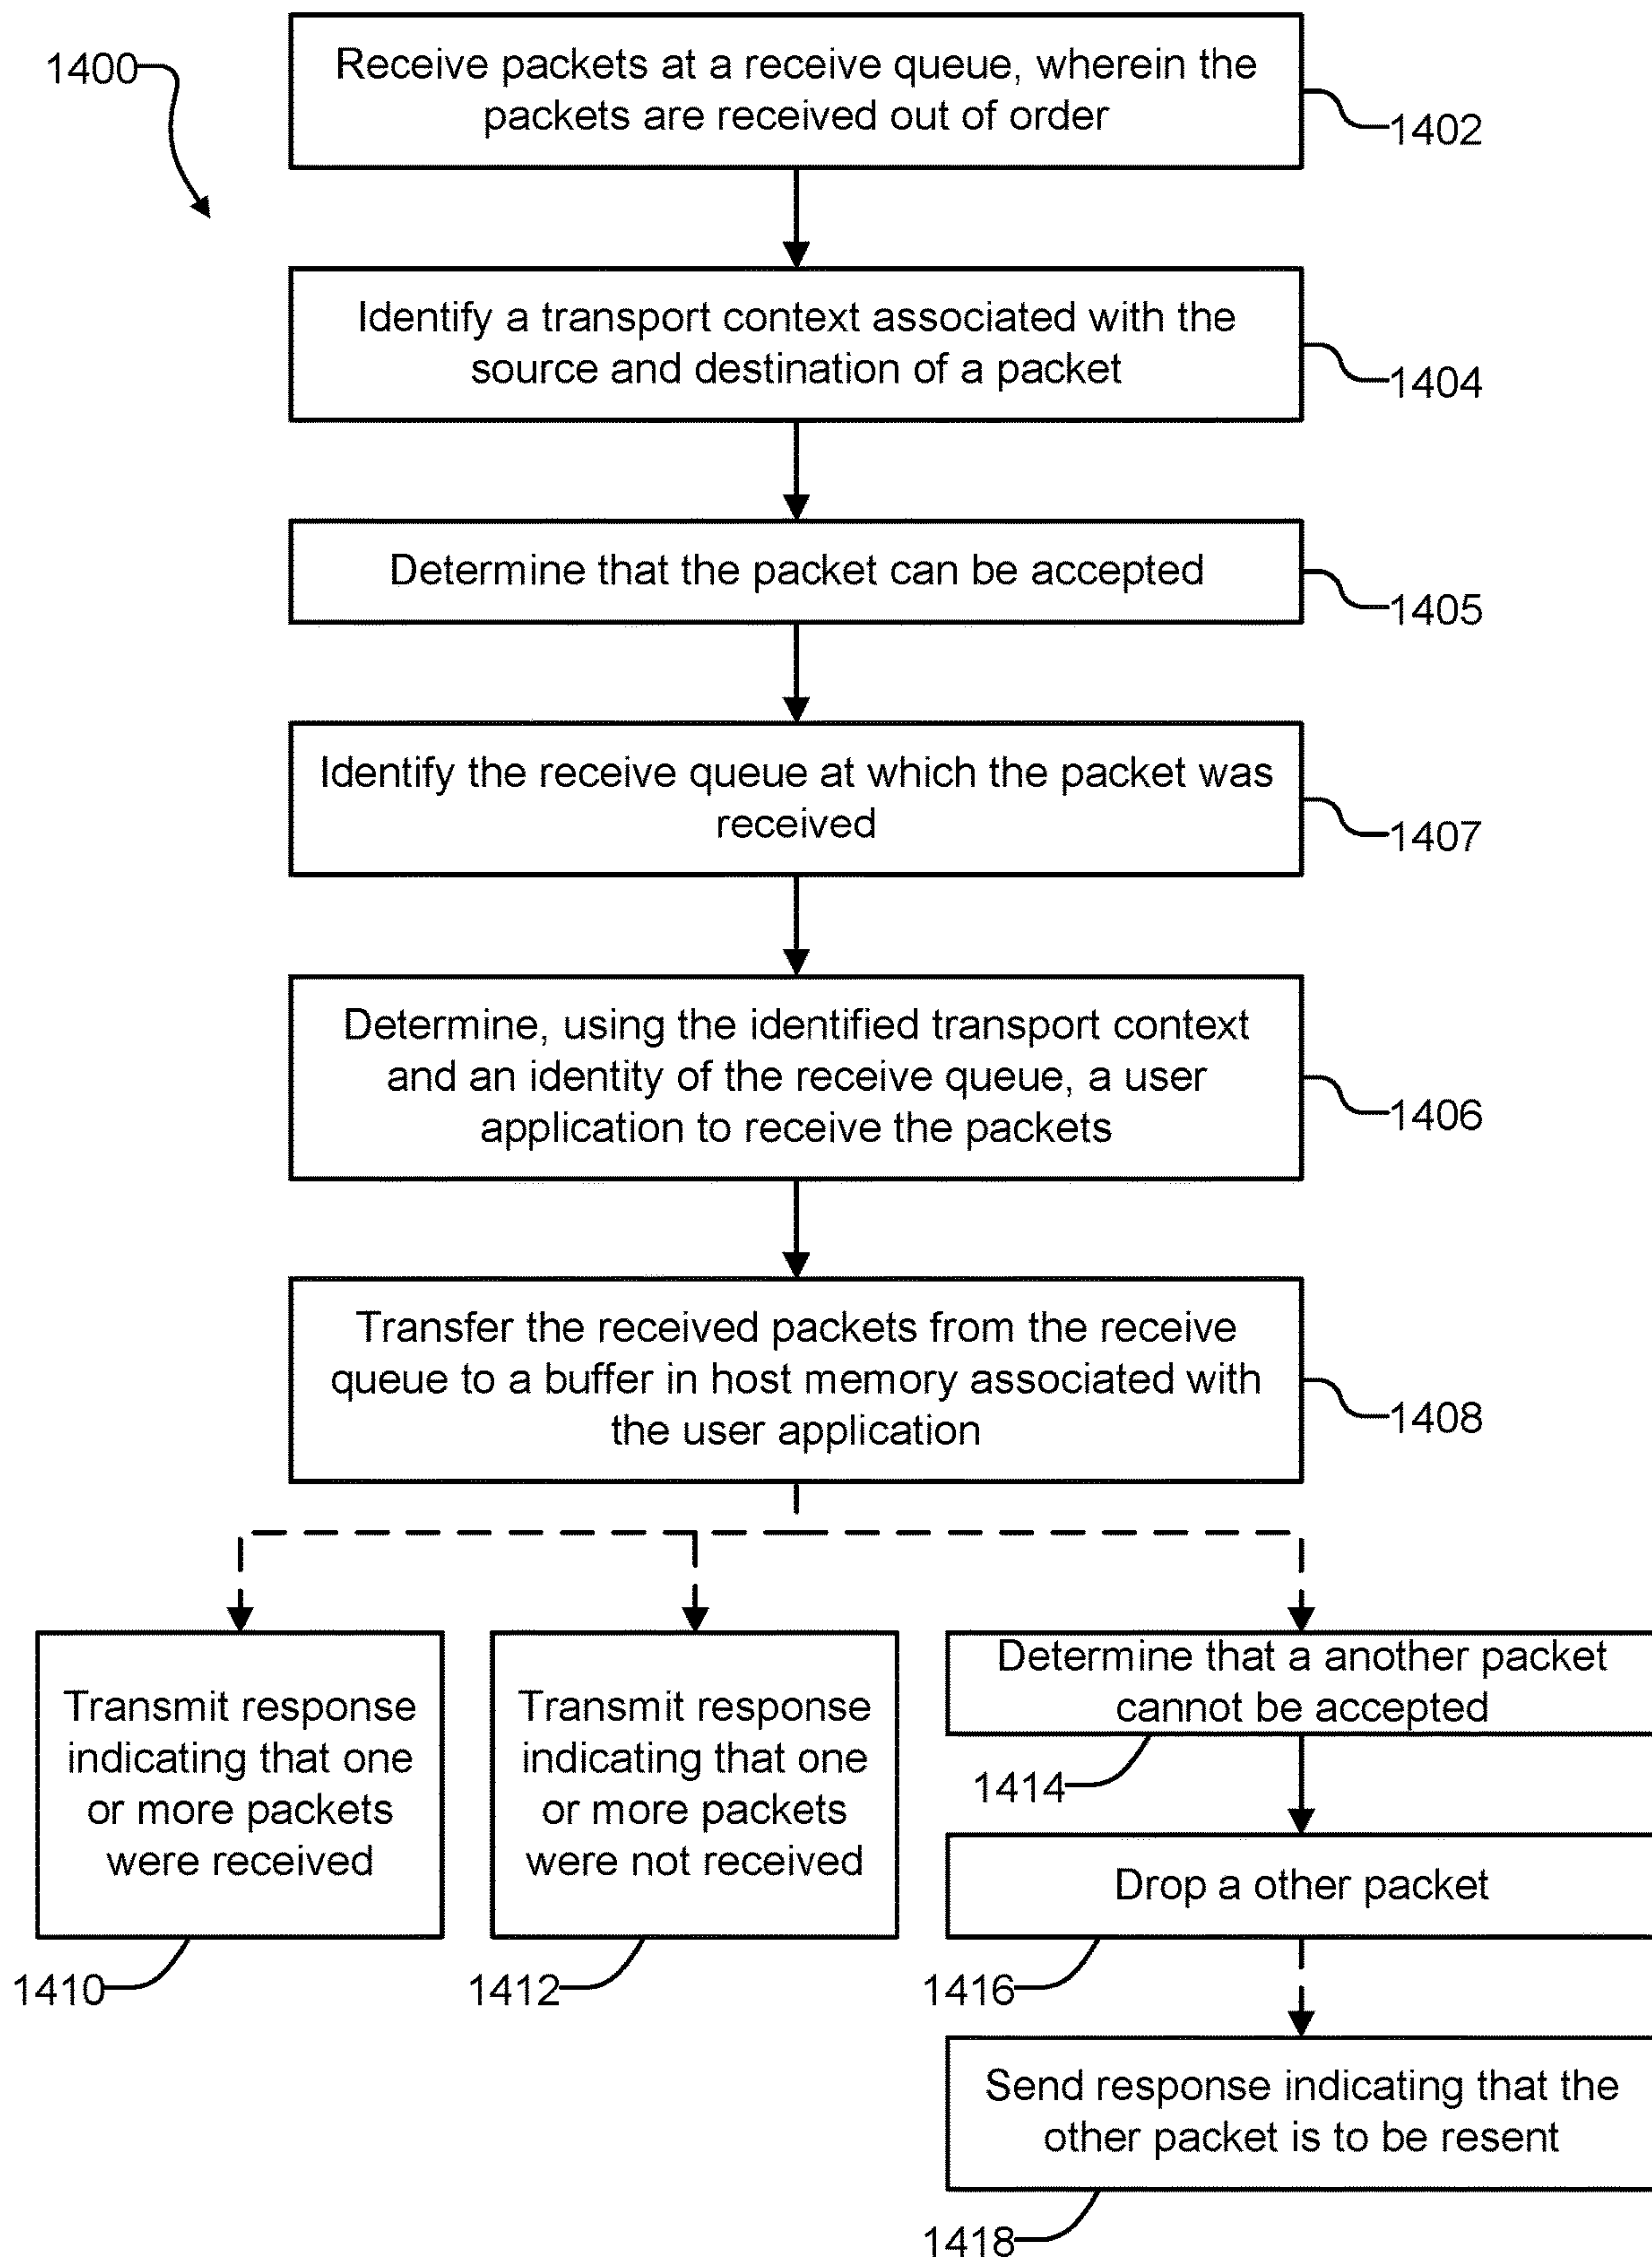 1400
Receive packets at a receive queue, wherein the
packets are received out of order
1402
Identify a transport context associated with the
source and destination of a packet
1404
Determine that the packet can be accepted
1405
Identify the receive queue at which the packet was
received
1407
Determine, using the identified transport context
and an identity of the receive queue, a user
application to receive the packets
1406
Transfer the received packets from the receive
queue to a buffer in host memory associated with
the user application
1408
Transmit response
indicating that one
or more packets
were received
1410
Transmit response
indicating that one
or more packets
were not received
1412
Determine that a another packet
cannot be accepted
1414
Drop a other packet
1416
Send response indicating that the
other packet is to be resent
1418